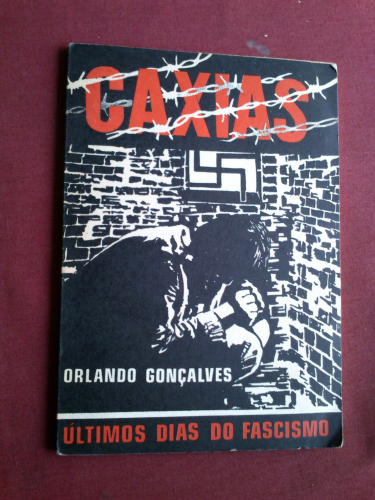 CAXIAS
ORLANDO GONÇALVES
ÚLTIMOS DIAS DO FASCISMO